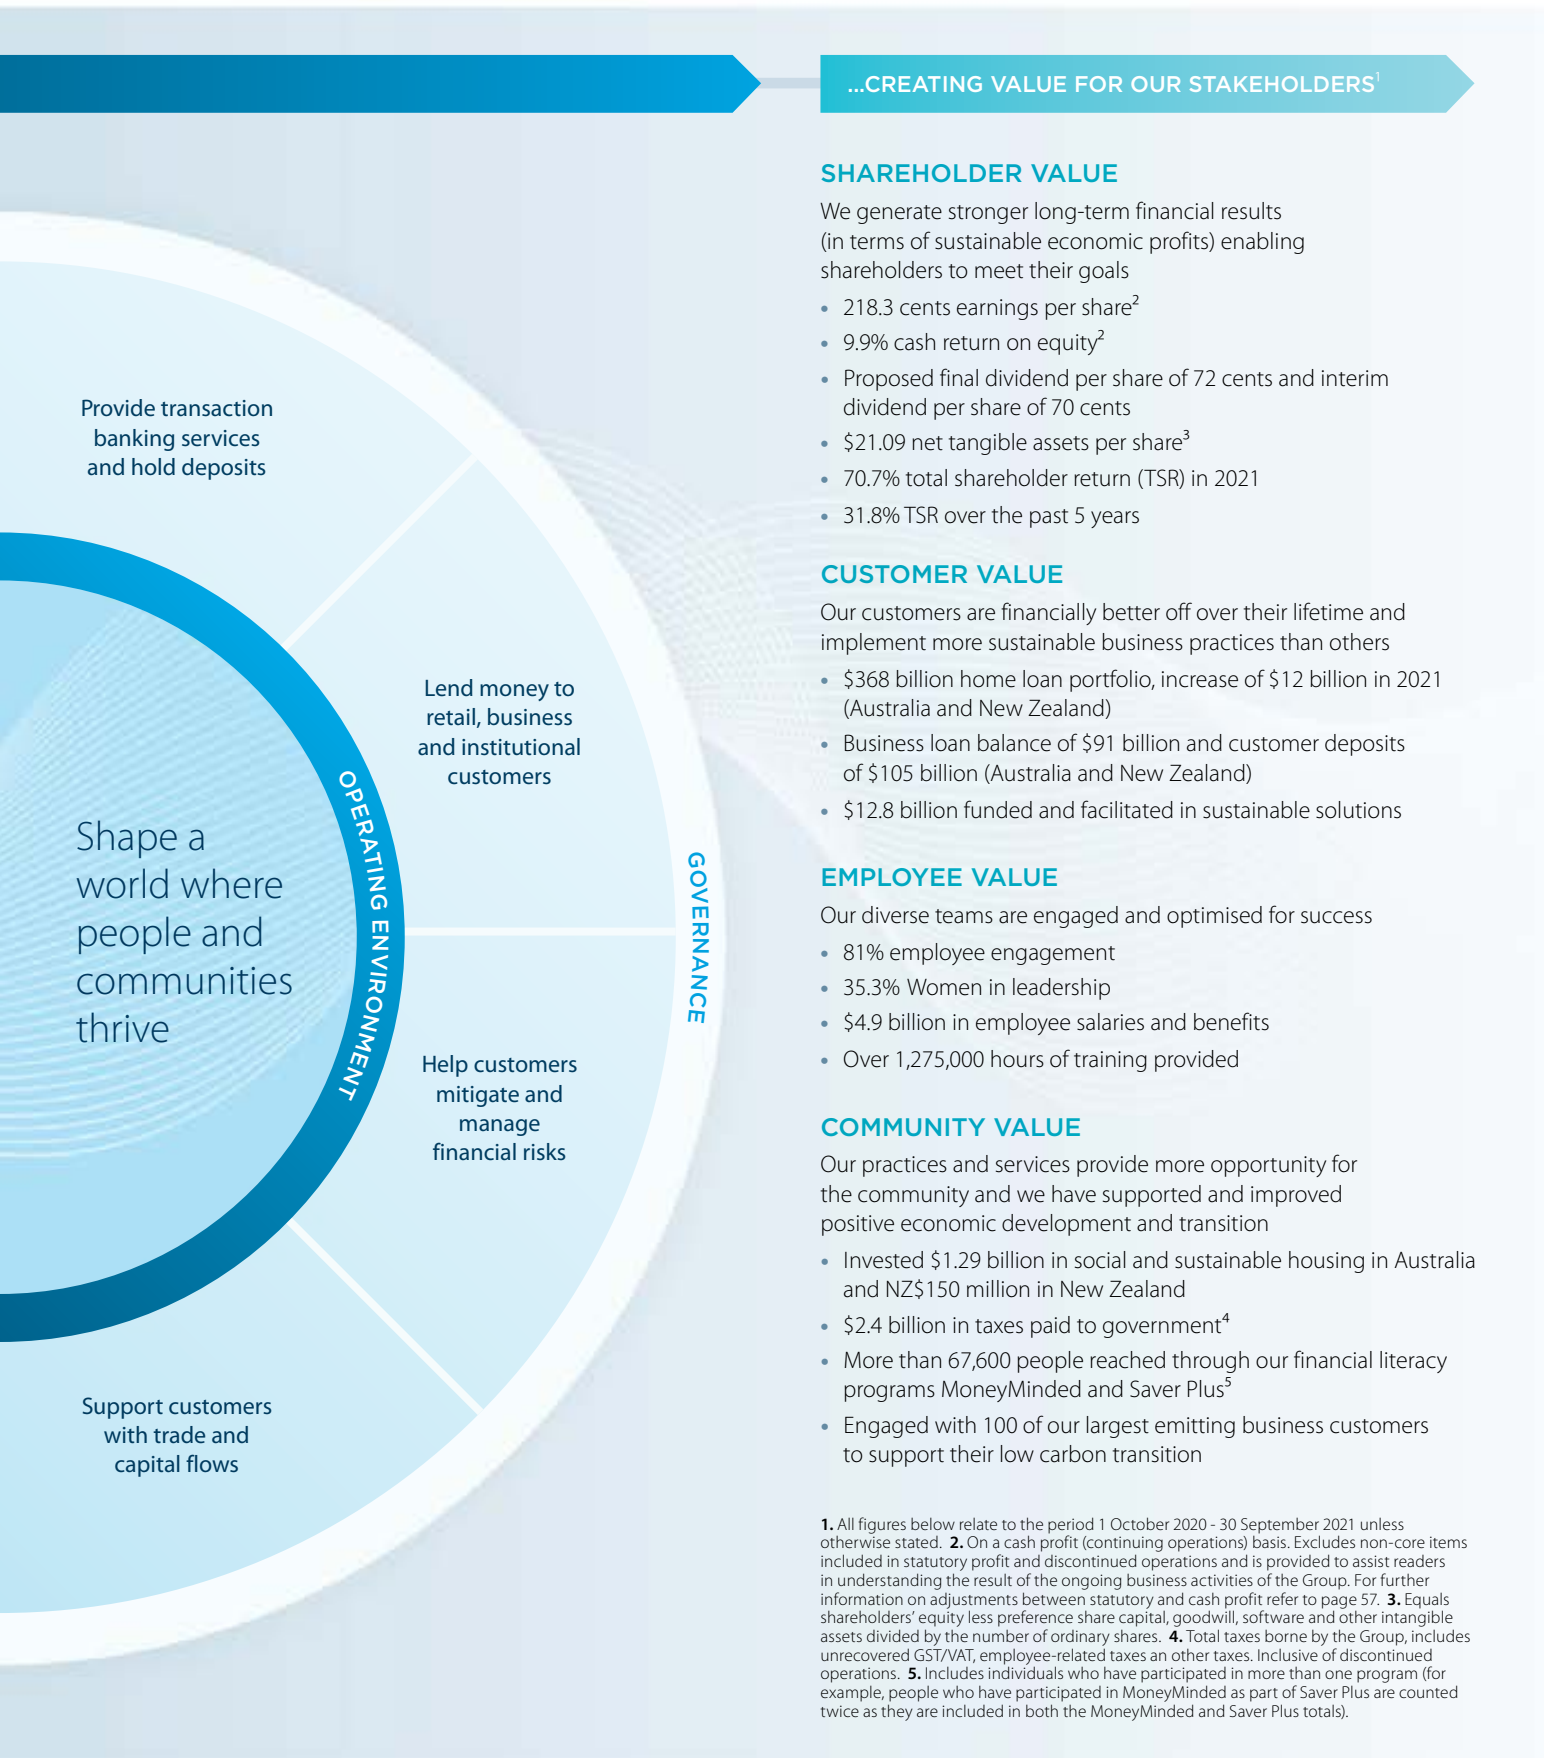 ...CREATING VALUE FOR OUR STAKEHOLDERS¹
Provide transaction
banking services
and hold deposits
Lend money to
retail, business
and institutional
customers
Shape a
world where
people and
communities
thrive
OPERATING ENVIRONMENT
GOVERNANCE
Help customers
mitigate and
manage
financial risks
Support customers
with trade and
capital flows
SHAREHOLDER VALUE
We generate stronger long-term financial results
(in terms of sustainable economic profits) enabling
shareholders to meet their goals
• 218.3 cents earnings per share²
• 9.9% cash return on equity²
• Proposed final dividend per share of 72 cents and interim
dividend per share of 70 cents
• $21.09 net tangible assets per share³
• 70.7% total shareholder return (TSR) in 2021
• 31.8% TSR over the past 5 years
CUSTOMER VALUE
Our customers are financially better off over their lifetime and
implement more sustainable business practices than others
• $368 billion home loan portfolio, increase of $12 billion in 2021
(Australia and New Zealand)
• Business loan balance of $91 billion and customer deposits
of $105 billion (Australia and New Zealand)
• $12.8 billion funded and facilitated in sustainable solutions
EMPLOYEE VALUE
Our diverse teams are engaged and optimised for success
• 81% employee engagement
• 35.3% Women in leadership
• $4.9 billion in employee salaries and benefits
• Over 1,275,000 hours of training provided
COMMUNITY VALUE
Our practices and services provide more opportunity for
the community and we have supported and improved
positive economic development and transition
• Invested $1.29 billion in social and sustainable housing in Australia
and NZ$150 million in New Zealand
• $2.4 billion in taxes paid to government⁴
• More than 67,600 people reached through our financial literacy
programs MoneyMinded and Saver Plus⁵
• Engaged with 100 of our largest emitting business customers
to support their low carbon transition
1. All figures below relate to the period 1 October 2020 - 30 September 2021 unless
otherwise stated. 2. On a cash profit (continuing operations) basis. Excludes non-core items
included in statutory profit and discontinued operations and is provided to assist readers
in understanding the result of the ongoing business activities of the Group. For further
information on adjustments between statutory and cash profit refer to page 57. 3. Equals
shareholders’ equity less preference share capital, goodwill, software and other intangible
assets divided by the number of ordinary shares. 4. Total taxes borne by the Group, includes
unrecovered GST/VAT, employee-related taxes an other taxes. Inclusive of discontinued
operations. 5. Includes individuals who have participated in more than one program (for
example, people who have participated in MoneyMinded as part of Saver Plus are counted
twice as they are included in both the MoneyMinded and Saver Plus totals).